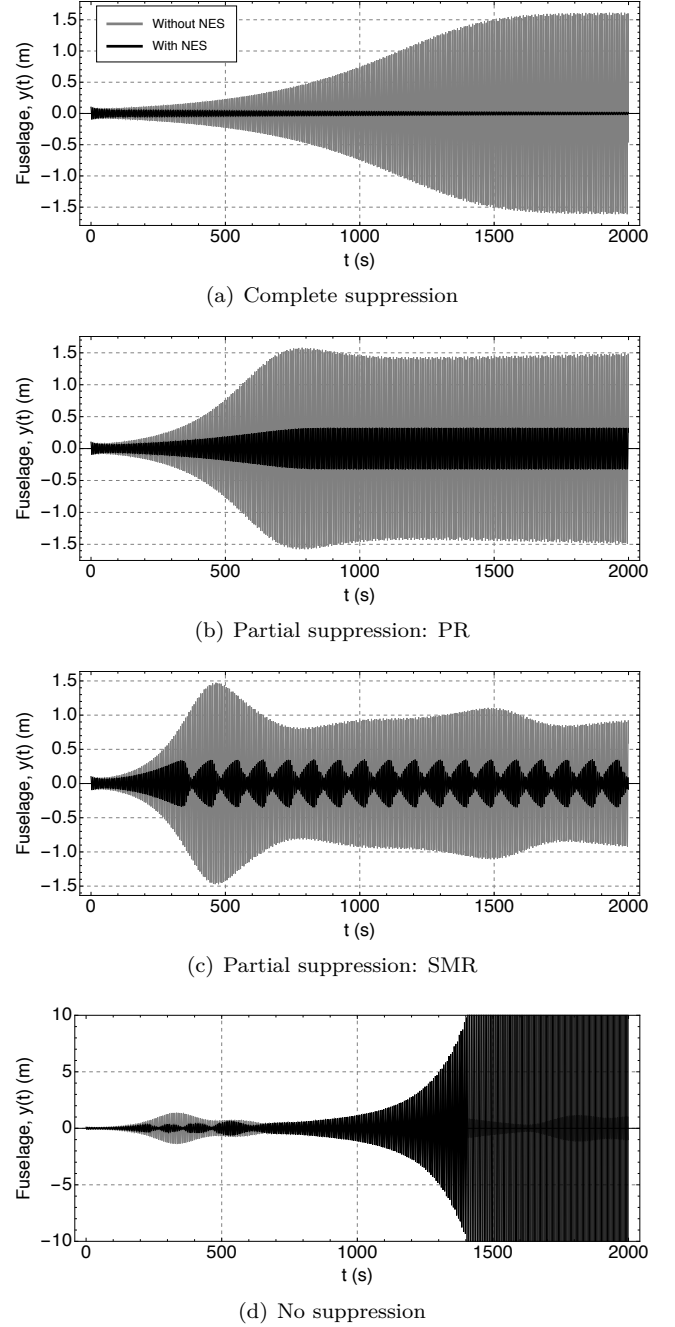 Without NES
With NES
Fuselage, y(t) (m)
1.5
1.0
0.5
0.0
−0.5
−1.0
−1.5
0 500 1000 1500 2000
t (s)
(a) Complete suppression
Fuselage, y(t) (m)
1.5
1.0
0.5
0.0
−0.5
−1.0
−1.5
0 500 1000 1500 2000
t (s)
(b) Partial suppression: PR
Fuselage, y(t) (m)
1.5
1.0
0.5
0.0
−0.5
−1.0
−1.5
0 500 1000 1500 2000
t (s)
(c) Partial suppression: SMR
Fuselage, y(t) (m)
10
5
0
−5
−10
0 500 1000 1500 2000
t (s)
(d) No suppression